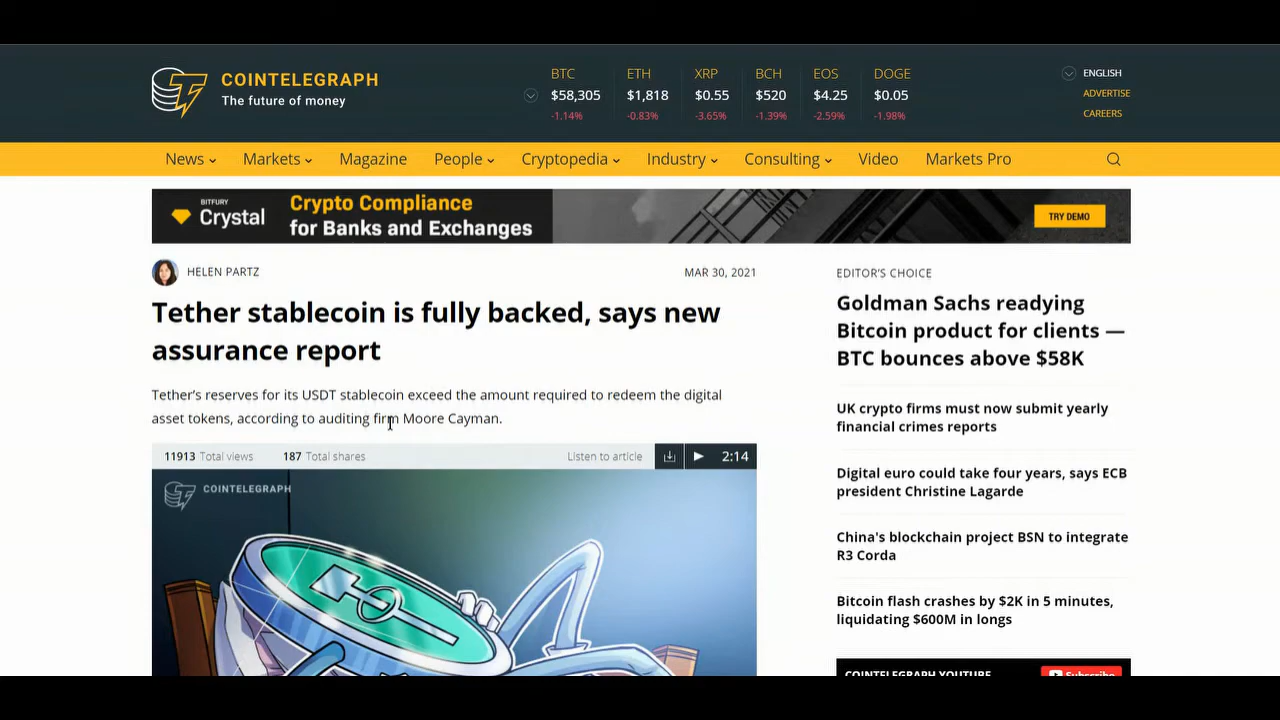 COINTELEGRAPH
The future of money
BTC ETH XRP BCH EOS DOGE
$58,305 $1,818 $0.55 $520 $4.25 $0.05
-1.14% -0.83% -3.65% -1.39% -2.59% -1.98%
ENGLISH
ADVERTISE
CAREERS
News Markets Magazine People Cryptopedia Industry Consulting Video Markets Pro
BITFURY
Crystal
Crypto Compliance
for Banks and Exchanges
TRY DEMO
HELEN PARTZ
MAR 30, 2021
Tether stablecoin is fully backed, says new
assurance report
Tether's reserves for its USDT stablecoin exceed the amount required to redeem the digital
asset tokens, according to auditing firm Moore Cayman.
11913 Total views 187 Total shares Listen to article 2:14
COINTELEGRAPH
EDITOR'S CHOICE
Goldman Sachs readying
Bitcoin product for clients —
BTC bounces above $58K
UK crypto firms must now submit yearly
financial crimes reports
Digital euro could take four years, says ECB
president Christine Lagarde
China's blockchain project BSN to integrate
R3 Corda
Bitcoin flash crashes by $2K in 5 minutes,
liquidating $600M in longs
COINTELEGRAPH YOUTUBE
Subscribe